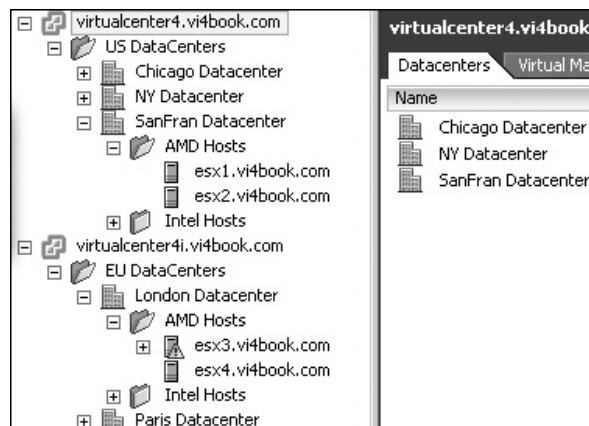 virtualcenter4.vi4book.com
US DataCenters
Chicago Datacenter
NY Datacenter
SanFran Datacenter
AMD Hosts
esx1.vi4book.com
esx2.vi4book.com
Intel Hosts
virtualcenter4i.vi4book.com
EU DataCenters
London Datacenter
AMD Hosts
esx3.vi4book.com
esx4.vi4book.com
Intel Hosts
Paris Datacenter
virtualcenter4.vi4book
Datacenters Virtual Ma
Name
Chicago Datacenter
NY Datacenter
SanFran Datacenter